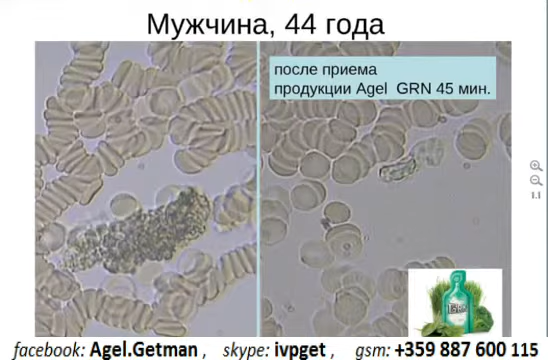 Мужчина, 44 года
после приема
продукции Agel GRN 45 мин.
facebook: Agel.Getman , skype: ivpget , gsm: +359 887 600 115